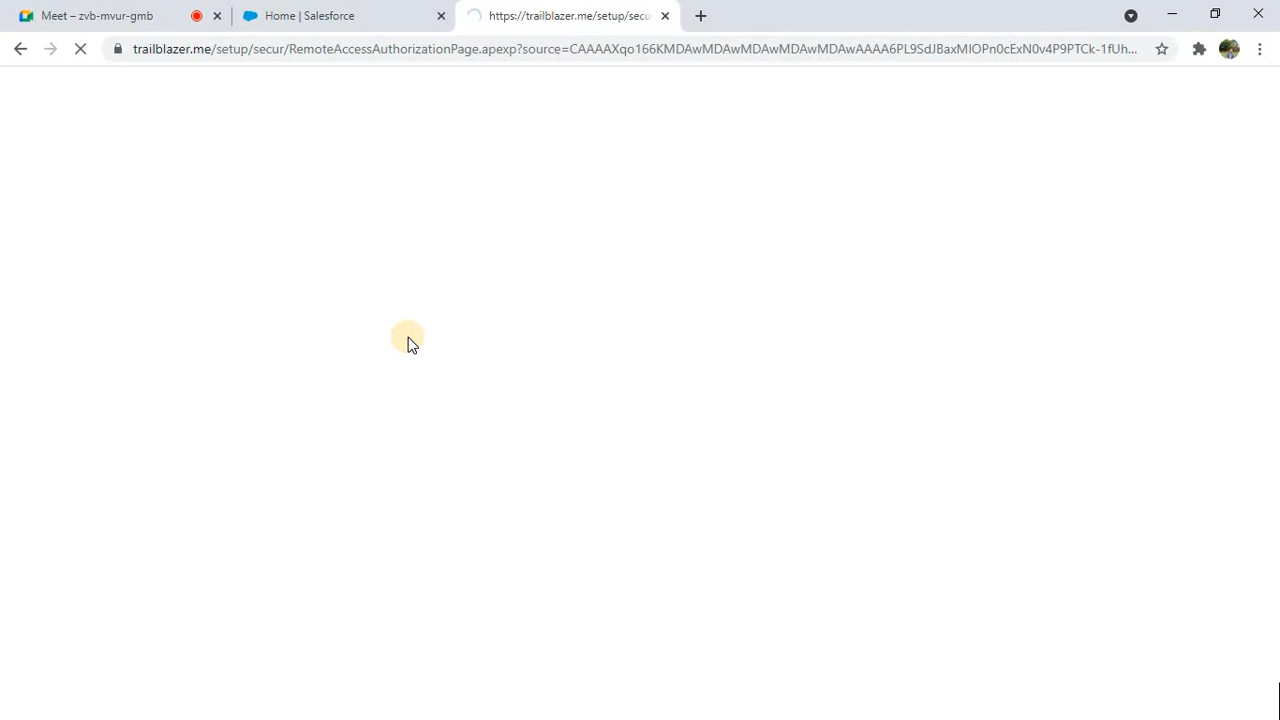 Meet – zvb-mvur-gmb
Home | Salesforce
https://trailblazer.me/setup/secu
trailblazer.me/setup/secur/RemoteAccessAuthorizationPage.apexp?source=CAAAAXqo166KMDAwMDAwMDAwMDAwMDAwAAAA6PL9SdJBaxMIOPn0cExN0v4P9PTCk-1fUh...